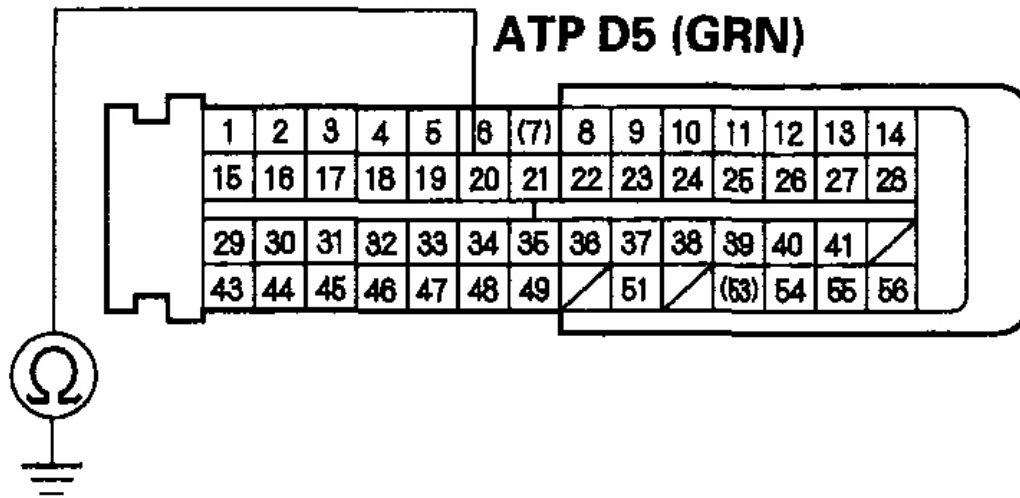 ATP D5 (GRN)
1 2 3 4 5 6 (7) 8 9 10 11 12 13 14
15 16 17 18 19 20 21 22 23 24 25 26 27 28
29 30 31 32 33 34 35 36 37 38 39 40 41
43 44 45 46 47 48 49 51 (53) 54 55 56
Ω